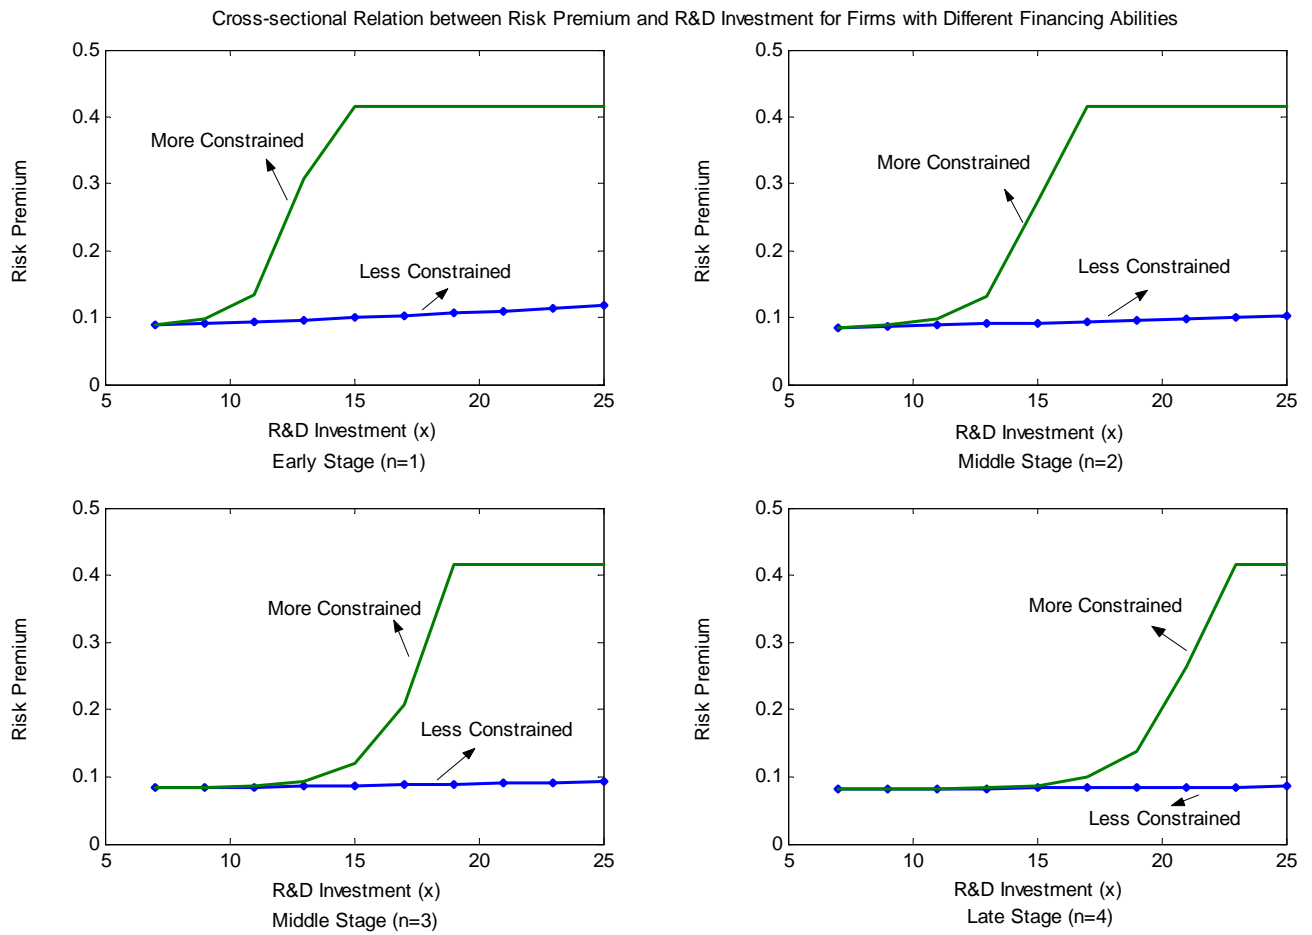 Cross-sectional Relation between Risk Premium and R&D Investment for Firms with Different Financing Abilities
0.5
0.4
0.3
0.2
0.1
0
5
10
15
20
25
Risk Premium
More Constrained
Less Constrained
R&D Investment (x)
Early Stage (n=1)
0.5
0.4
0.3
0.2
0.1
0
5
10
15
20
25
Risk Premium
More Constrained
Less Constrained
R&D Investment (x)
Middle Stage (n=2)
0.5
0.4
0.3
0.2
0.1
0
5
10
15
20
25
Risk Premium
More Constrained
Less Constrained
R&D Investment (x)
Middle Stage (n=3)
0.5
0.4
0.3
0.2
0.1
0
5
10
15
20
25
Risk Premium
More Constrained
Less Constrained
R&D Investment (x)
Late Stage (n=4)